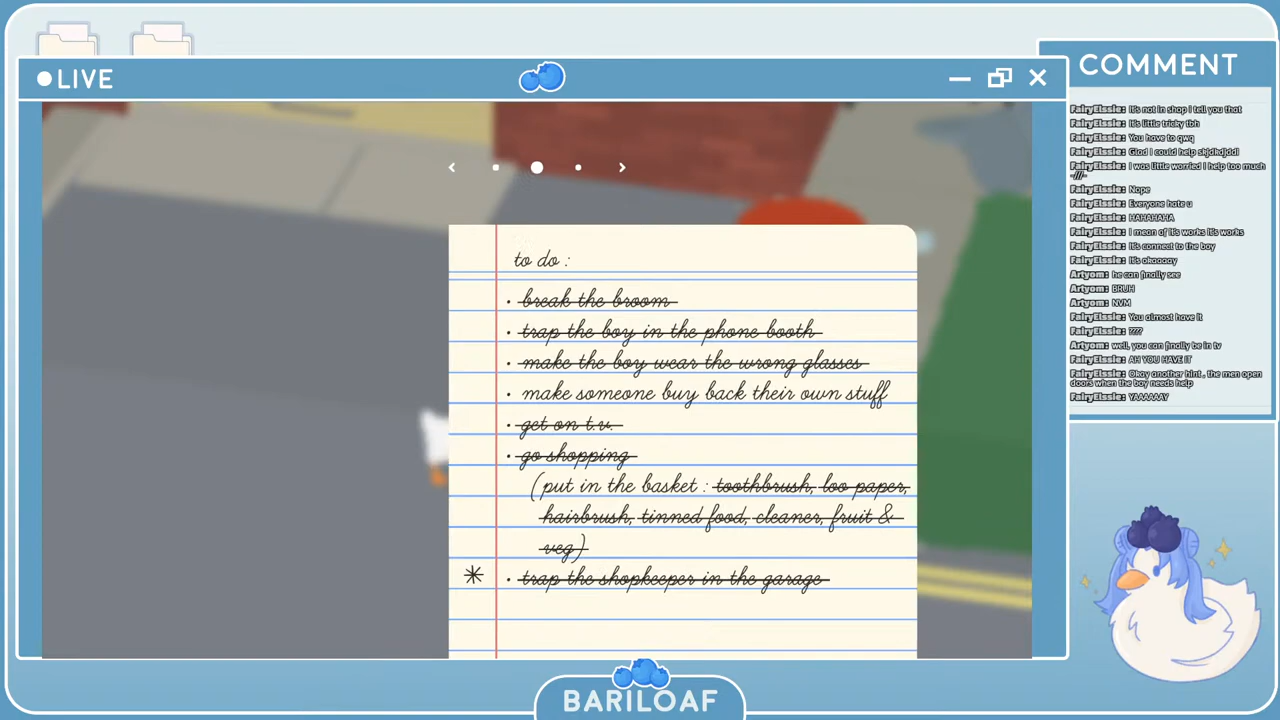 LIVE
COMMENT
to do :
• break the broom
• trap the boy in the phone booth
• make the boy wear the wrong glasses
• make someone buy back their own stuff
• get on t.v.
• go shopping
(put in the basket : toothbrush, loo paper,
hairbrush, tinned food, cleaner, fruit &
veg)
• trap the shopkeeper in the garage
FairyElssie: It's not in shop I tell you that
FairyElssie: It's little tricky tbh
FairyElssie: You have to qwq
FairyElssie: Glad I could help skjdkdjddl
FairyElssie: I was little worried I help too much
-///-
FairyElssie: Nope
FairyElssie: Everyone hate u
FairyElssie: HAHAHAHA
FairyElssie: I mean of it's works it's works
FairyElssie: It's connect to the boy
FairyElssie: It's okaoaay
Artyom: he can finally see
Artyom: BRUH
Artyom: NVM
FairyElssie: You almost have it
FairyElssie: ????
Artyom: well, you can finally be in tv
FairyElssie: AH YOU HAVE IT
FairyElssie: Okay another hint , the men open
doors when the boy needs help
FairyElssie: YAAAAAAY
BARILOAF